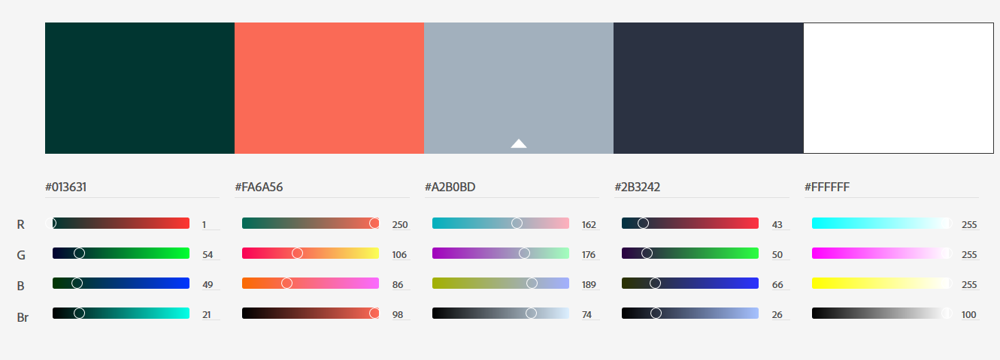 #013631 #FA6A56 #A2B0BD #2B3242 #FFFFFF
R 1 250 162 43 255
G 54 106 176 50 255
B 49 86 189 66 255
Br 21 98 74 26 100